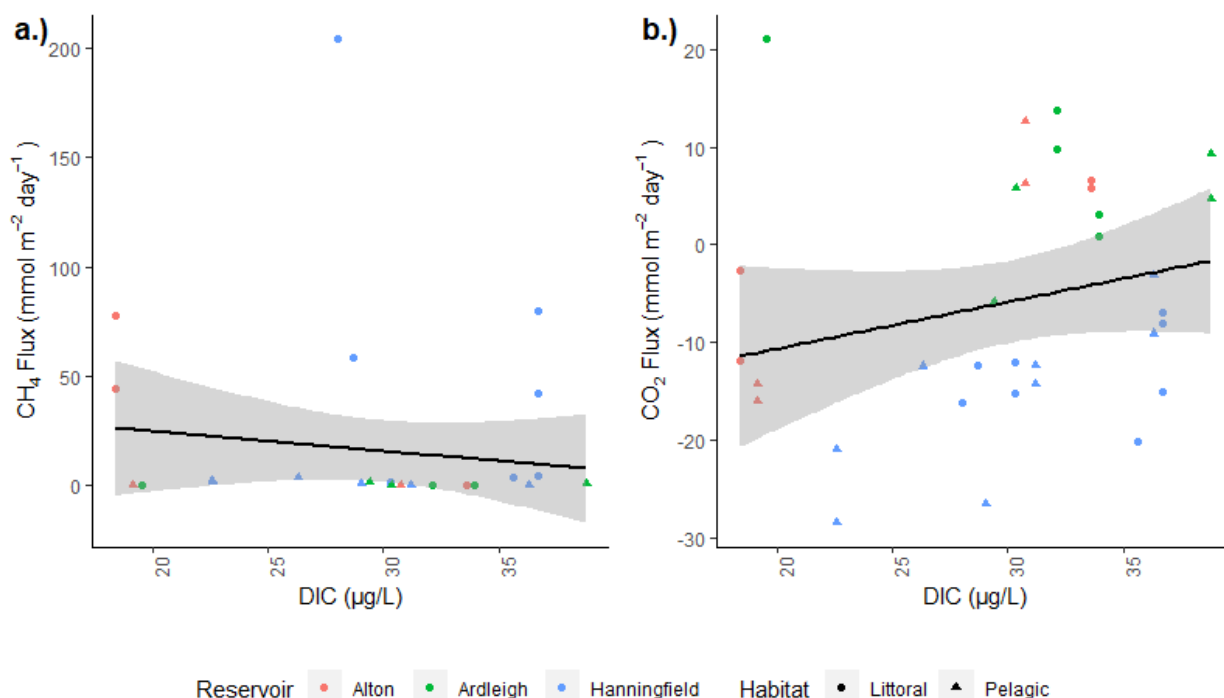 a.)
CH₄ Flux (mmol m⁻² day⁻¹)
200
150
100
50
0
20
25
30
35
DIC (µg/L)
b.)
CO₂ Flux (mmol m⁻² day⁻¹)
20
10
0
-10
-20
-30
20
25
30
35
DIC (µg/L)
Reservoir Alton Ardleigh Hanningfield Habitat Littoral Pelagic